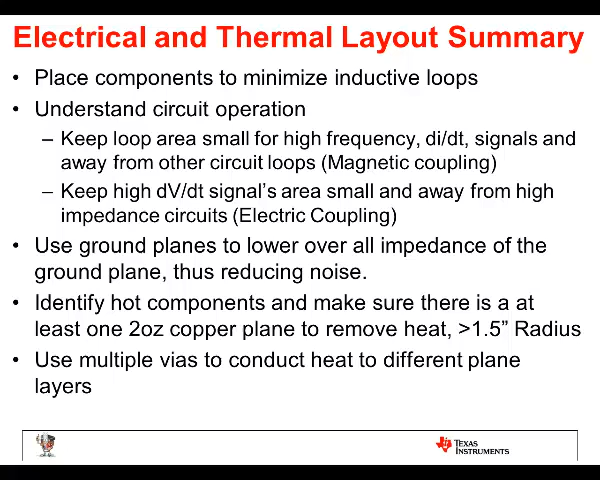 Electrical and Thermal Layout Summary
• Place components to minimize inductive loops
• Understand circuit operation
– Keep loop area small for high frequency, di/dt, signals and
away from other circuit loops (Magnetic coupling)
– Keep high dV/dt signal's area small and away from high
impedance circuits (Electric Coupling)
• Use ground planes to lower over all impedance of the
ground plane, thus reducing noise.
• Identify hot components and make sure there is a at
least one 2oz copper plane to remove heat, >1.5” Radius
• Use multiple vias to conduct heat to different plane
layers
TEXAS
INSTRUMENTS